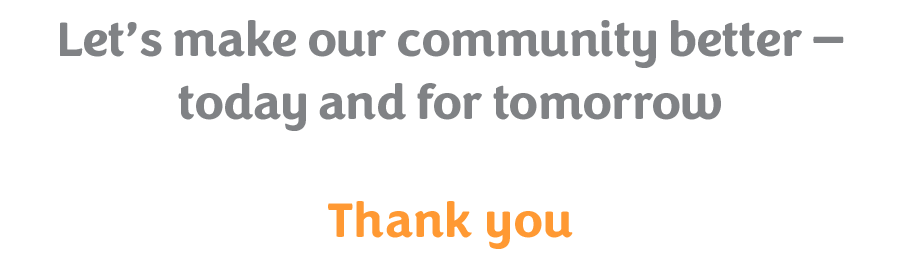 Let’s make our community better –
today and for tomorrow
Thank you